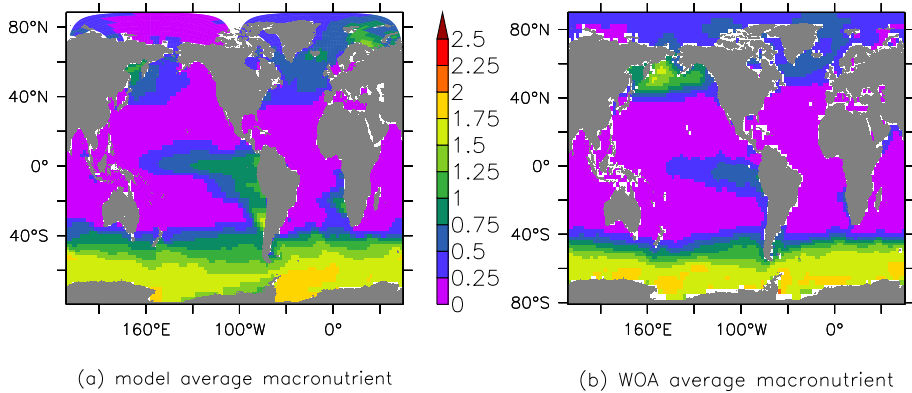 80°N
40°N
0°
40°S
160°E 100°W 0°
(a) model average macronutrient
2.5
2.25
2
1.75
1.5
1.25
1
0.75
0.5
0.25
0
80°N
40°N
0°
40°S
80°S
160°E 100°W 0°
(b) WOA average macronutrient